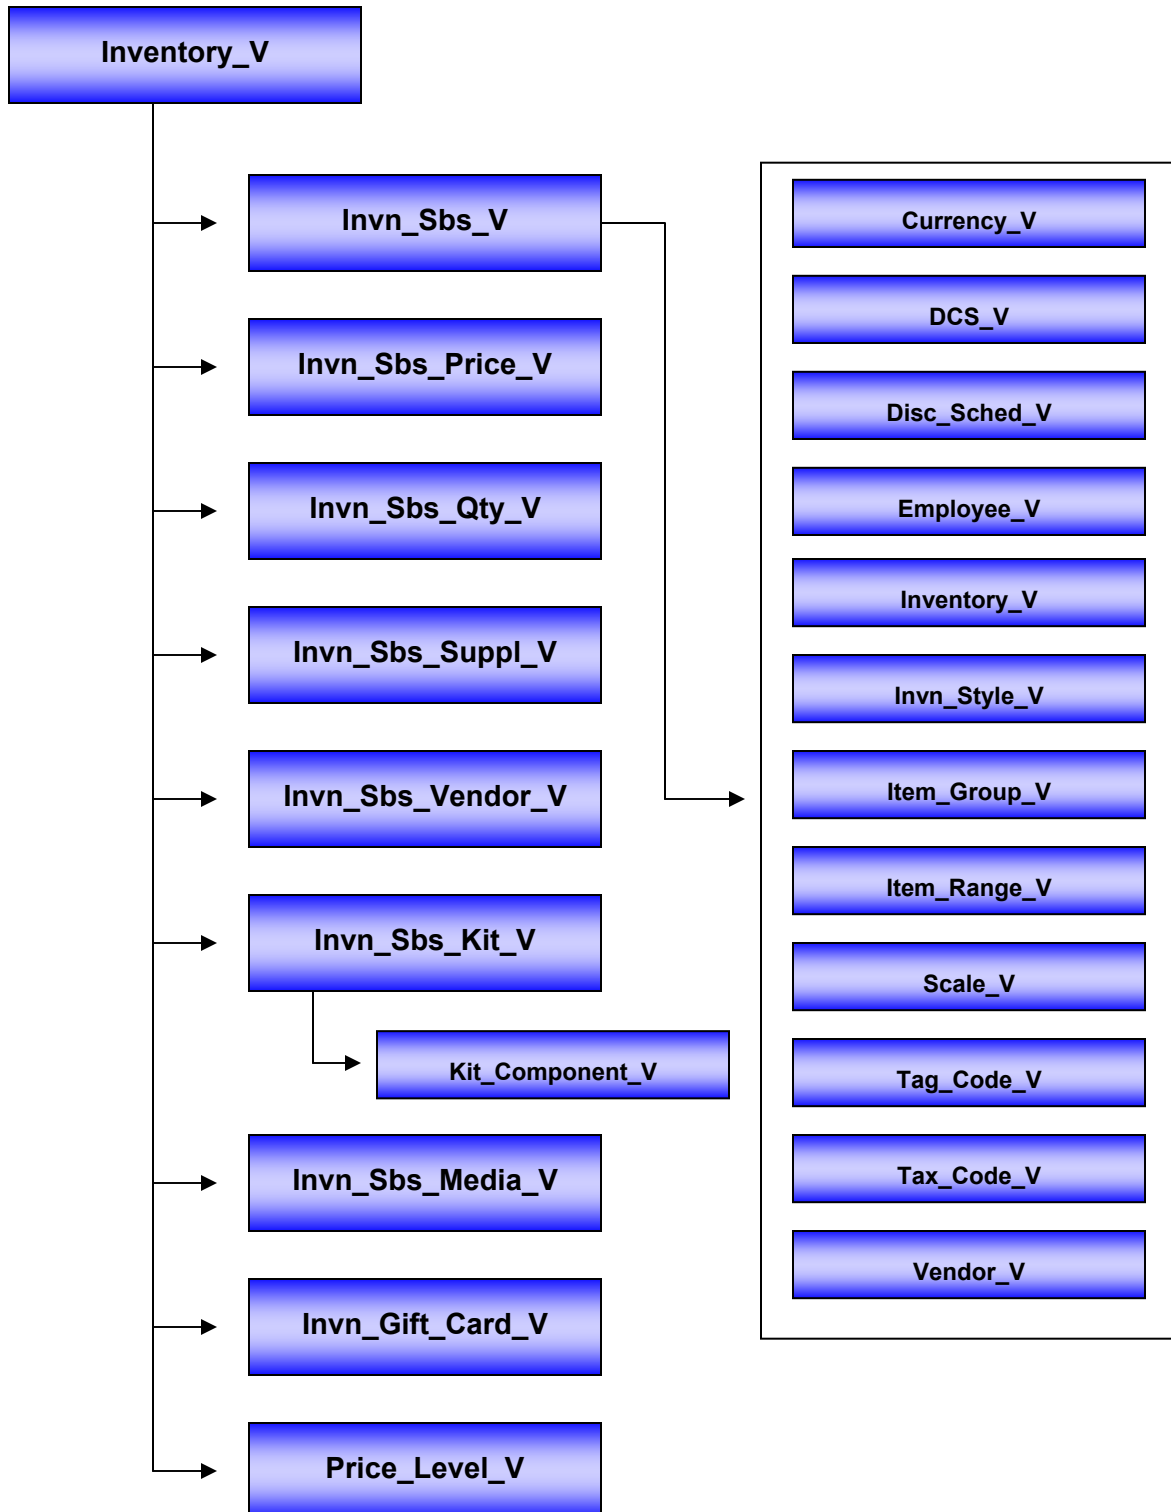 Inventory_V
Invn_Sbs_V
Invn_Sbs_Price_V
Invn_Sbs_Qty_V
Invn_Sbs_Suppl_V
Invn_Sbs_Vendor_V
Invn_Sbs_Kit_V
Kit_Component_V
Invn_Sbs_Media_V
Invn_Gift_Card_V
Price_Level_V
Currency_V
DCS_V
Disc_Sched_V
Employee_V
Inventory_V
Invn_Style_V
Item_Group_V
Item_Range_V
Scale_V
Tag_Code_V
Tax_Code_V
Vendor_V